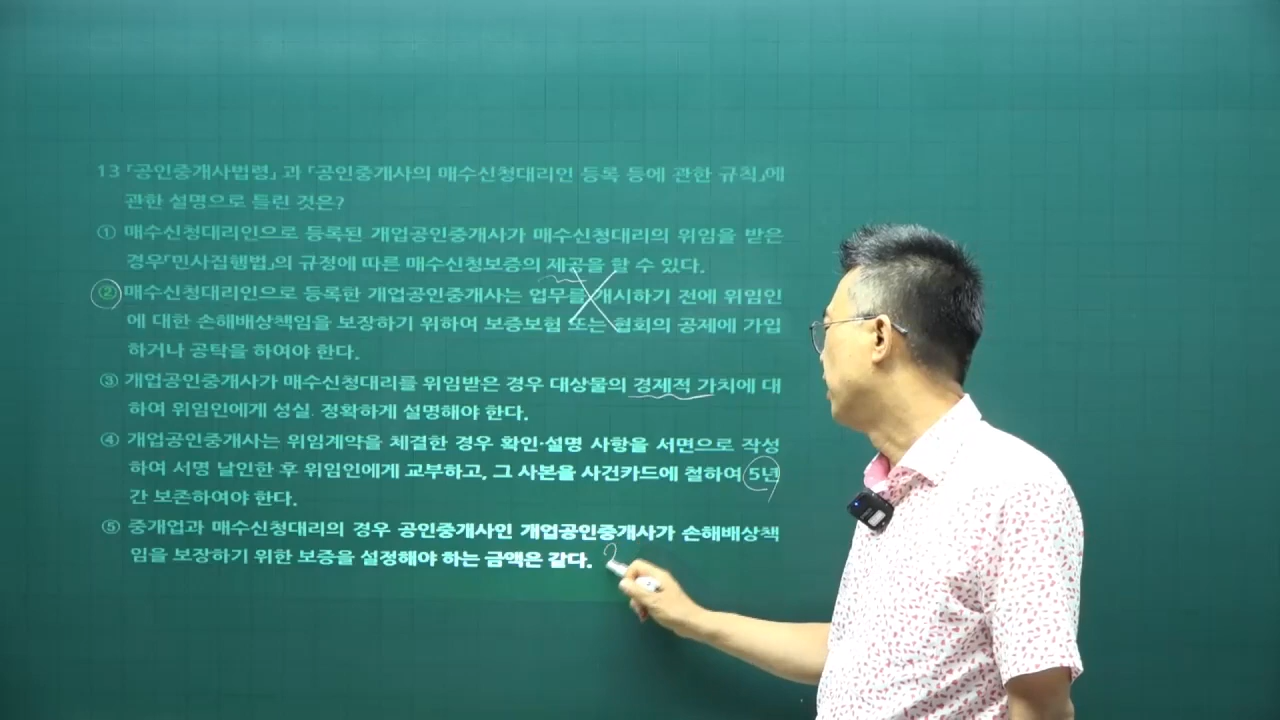 13 「공인중개사법령」 과 「공인중개사의 매수신청대리인 등록 등에 관한 규칙」에
관한 설명으로 틀린 것은?
① 매수신청대리인으로 등록된 개업공인중개사가 매수신청대리의 위임을 받은
경우「민사집행법」의 규정에 따른 매수신청보증의 제공을 할 수 있다.
② 매수신청대리인으로 등록한 개업공인중개사는 업무를 개시하기 전에 위임인
에 대한 손해배상책임을 보장하기 위하여 보증보험 또는 협회의 공제에 가입
하거나 공탁을 하여야 한다.
③ 개업공인중개사가 매수신청대리를 위임받은 경우 대상물의 경제적 가치에 대
하여 위임인에게 성실·정확하게 설명해야 한다.
④ 개업공인중개사는 위임계약을 체결한 경우 확인·설명 사항을 서면으로 작성
하여 서명 날인한 후 위임인에게 교부하고, 그 사본을 사건카드에 철하여 5년
간 보존하여야 한다.
⑤ 중개업과 매수신청대리의 경우 공인중개사인 개업공인중개사가 손해배상책
임을 보장하기 위한 보증을 설정해야 하는 금액은 같다. 2